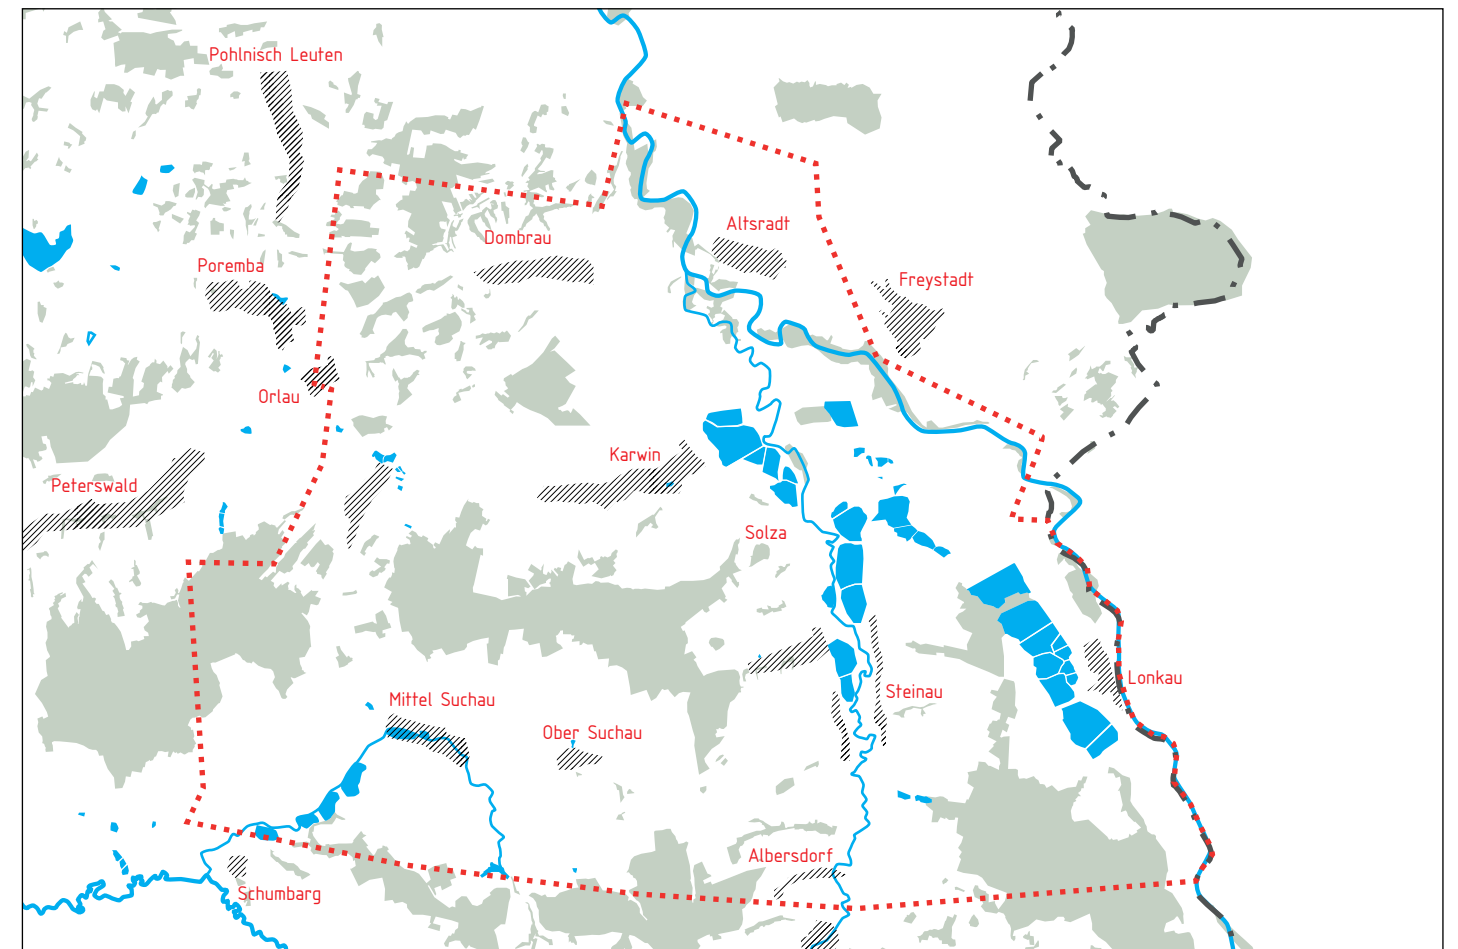 Pohlnisch Leuten
Altsradt
Dombrau
Poremba
Freystadt
Orlau
Karwin
Peterswald
Solza
Lonkau
Steinau
Mittel Suchau
Ober Suchau
Albersdorf
Schumbarg